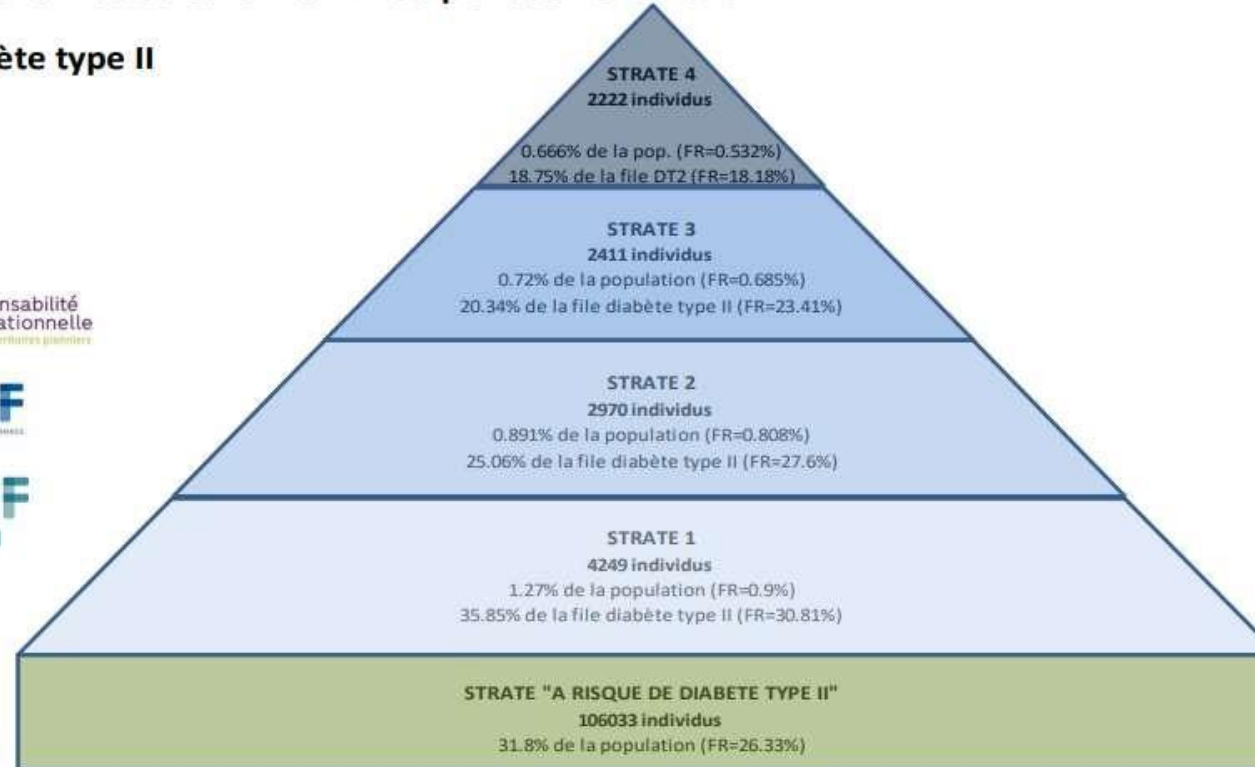 ète type II
STRATE 4
2222 individus
0.666% de la pop. (FR=0.532%)
18.75% de la file DT2 (FR=18.18%)
STRATE 3
2411 individus
0.72% de la population (FR=0.685%)
20.34% de la file diabète type II (FR=23.41%)
nsabilité
ationnelle
STRATE 2
2970 individus
0.891% de la population (FR=0.808%)
25.06% de la file diabète type II (FR=27.6%)
F
F
STRATE 1
4249 individus
1.27% de la population (FR=0.9%)
35.85% de la file diabète type II (FR=30.81%)
STRATE "A RISQUE DE DIABETE TYPE II"
106033 individus
31.8% de la population (FR=26.33%)